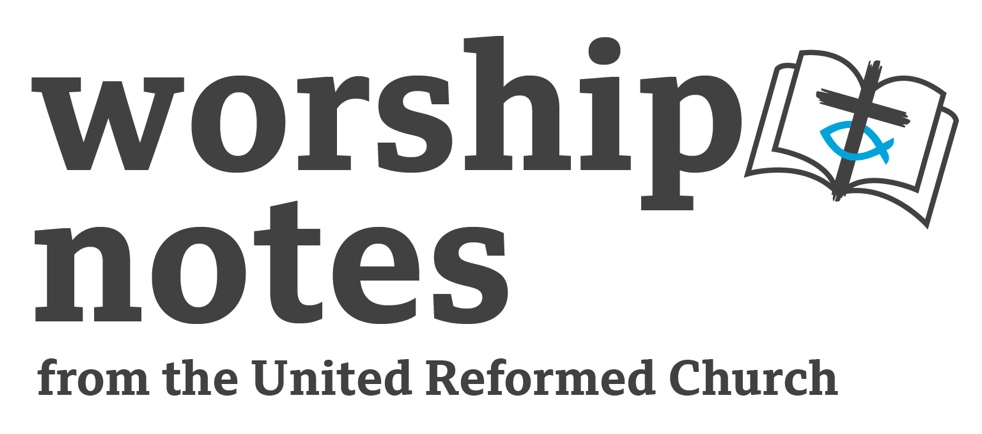 worship
notes
from the United Reformed Church